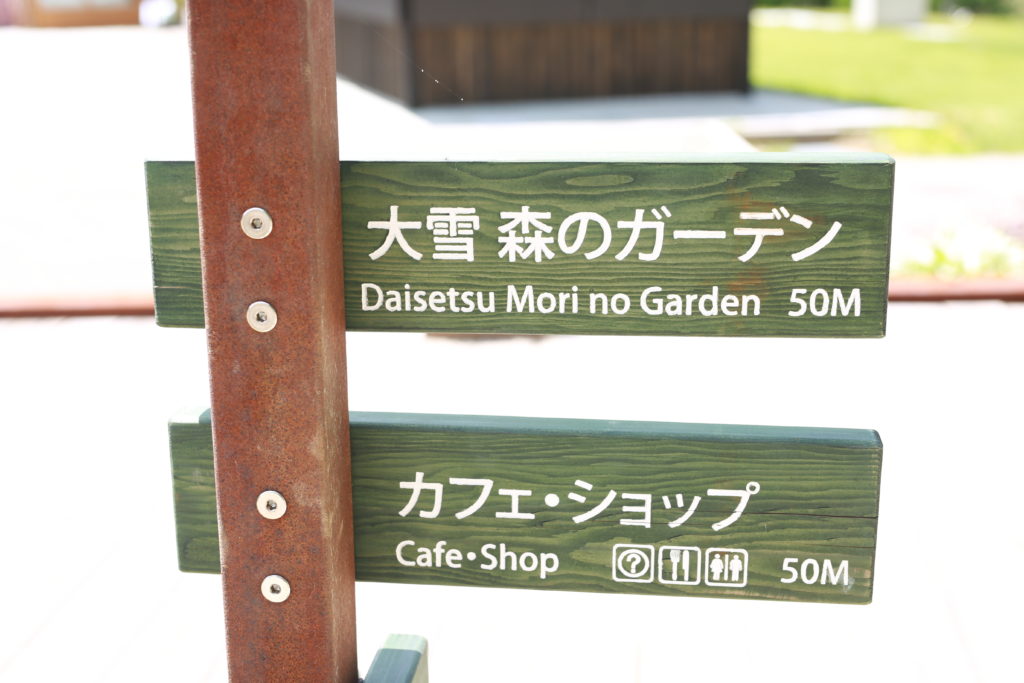 大雪 森のガーデン
Daisetsu Mori no Garden 50M
カフェ・ショップ
Cafe・Shop ? 50M